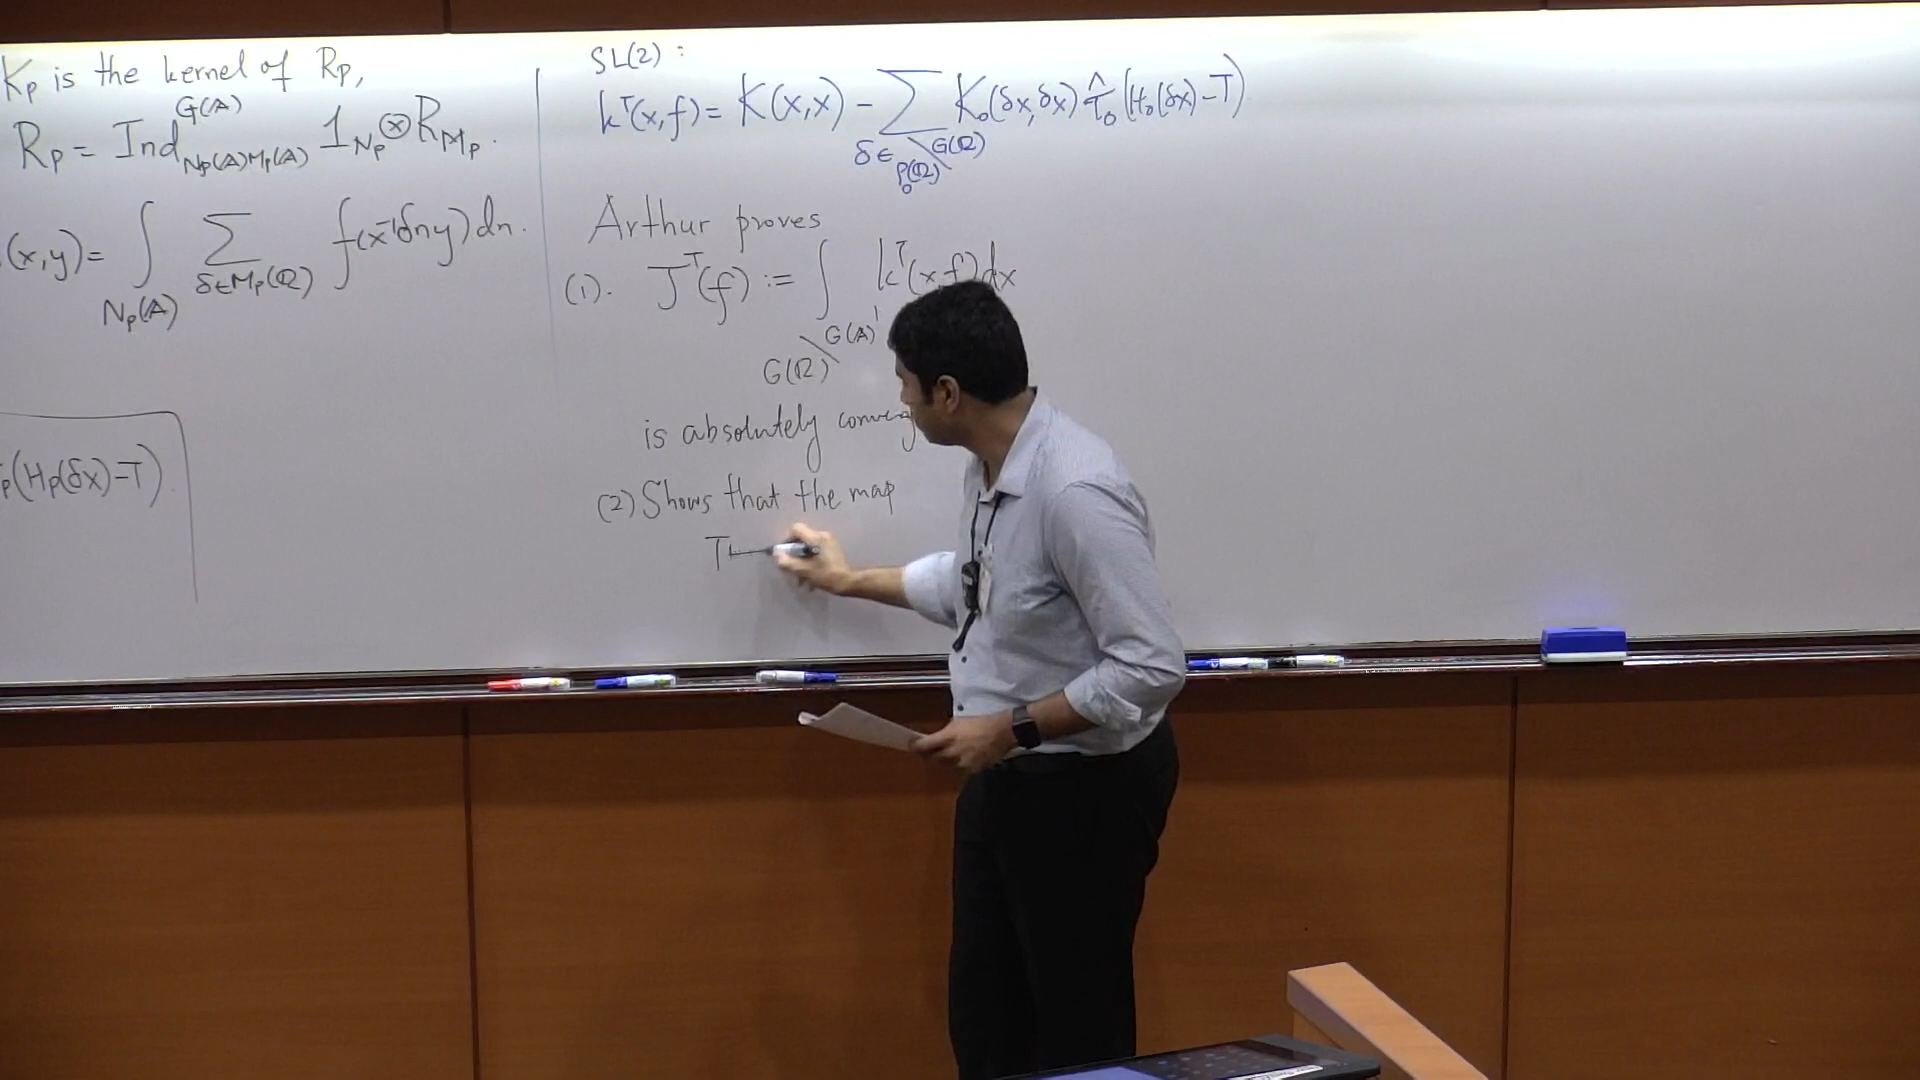 K_P is the kernel of R_P,
R_P = Ind_{N_P(A)M_P(A)}^{G(A)} 1_{N_P} ⊗ R_{M_P}.
(x,y) = ∫_{N_P(A)} ∑_{δ∈M_P(Q)} f(x^{-1}δny)dn.
_P(H_P(δx)-T).
SL(2) :
k^T(x,f) = K(x,x) - ∑_{δ∈P_0(Q)\G(Q)} K_0(δx,δx) τ̂_0(H_0(δx)-T)
Arthur proves
(1). J^T(f) := ∫_{G(Q)\G(A)^1} k^T(x,f)dx
is absolutely converg
(2) Shows that the map
T